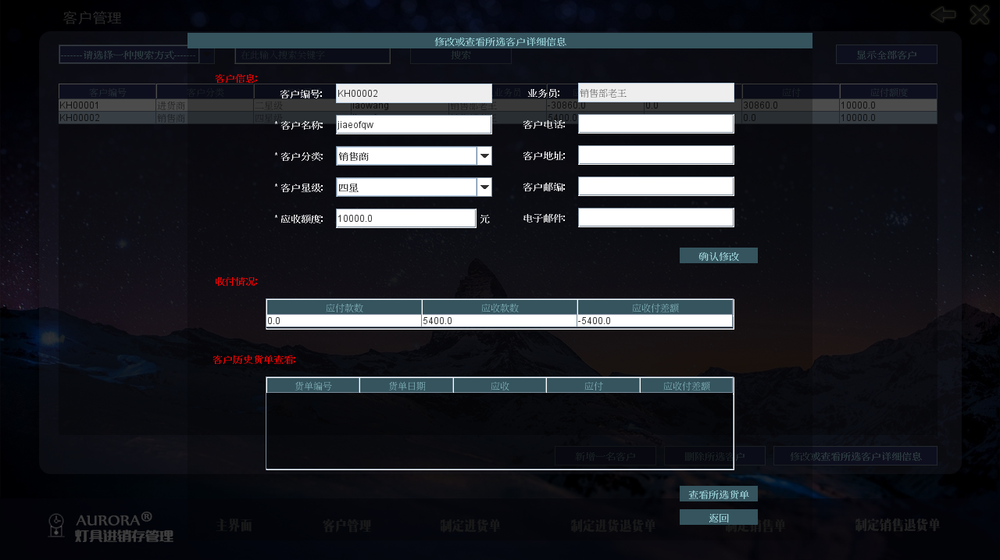 客户管理
修改或查看所选客户详细信息
-------请选择一种搜索方式------- 在此输入搜索关键字 搜索 显示全部客户
客户信息:
客户编号 客户分类 业务员 应付 应付额度
客户编号: KH00002 业务员: 销售部老王
KH00001 进货商 二星级 laowang 销售部老王 -30860.0 0.0 30860.0 10000.0
KH00002 销售商 四星级 5400.0 0.0 10000.0
* 客户名称: jiaeofqw 客户电话:
* 客户分类: 销售商 客户地址:
* 客户星级: 四星 客户邮编:
* 应收额度: 10000.0 元 电子邮件:
确认修改
收付情况:
应付款数 应收款数 应收付差额
0.0 5400.0 -5400.0
客户历史货单查看:
货单编号 货单日期 应收 应付 应收付差额
新增一名客户 删除所选客户 修改或查看所选客户详细信息
查看所选货单
返回
AURORA®
灯具进销存管理
主界面 客户管理 制定进货单 制定进货退货单 制定销售单 制定销售退货单